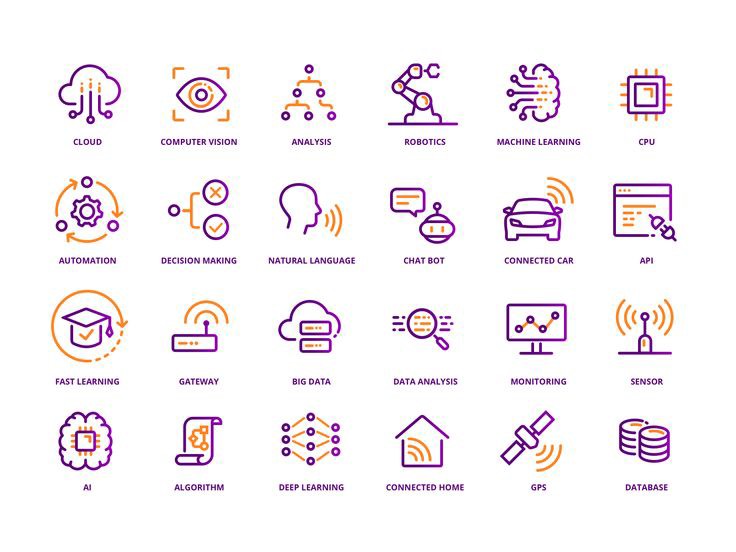 CLOUD
COMPUTER VISION
ANALYSIS
ROBOTICS
MACHINE LEARNING
CPU
AUTOMATION
DECISION MAKING
NATURAL LANGUAGE
CHAT BOT
CONNECTED CAR
API
FAST LEARNING
GATEWAY
BIG DATA
DATA ANALYSIS
MONITORING
SENSOR
AI
ALGORITHM
DEEP LEARNING
CONNECTED HOME
GPS
DATABASE